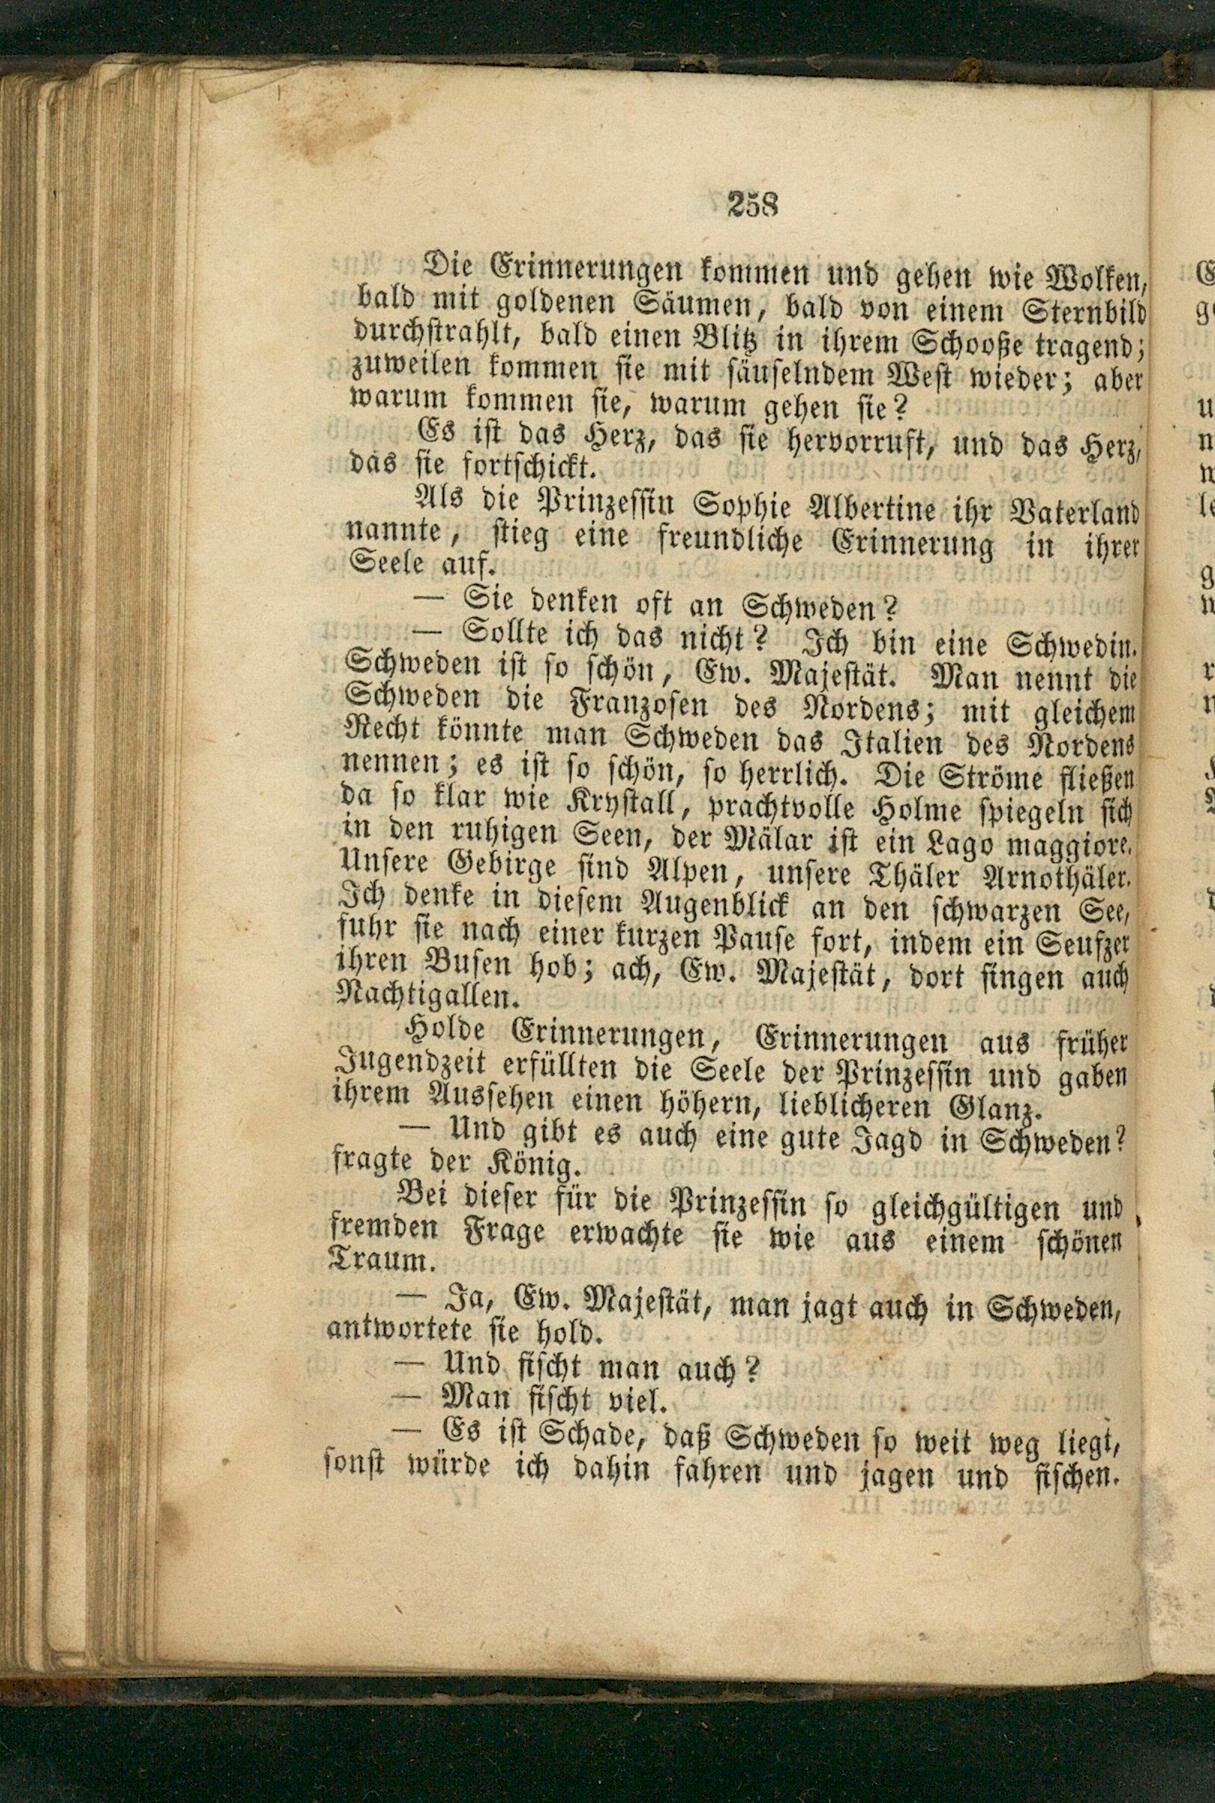 258
Die Erinnerungen kommen und gehen wie Wolken,
bald mit goldenen Säumen, bald von einem Sternbild
durchstrahlt, bald einen Blitz in ihrem Schooße tragend;
zuweilen kommen sie mit säuselndem West wieder; aber
warum kommen sie, warum gehen sie?
Es ist das Herz, das sie hervorruft, und das Herz,
das sie fortschickt.
Als die Prinzessin Sophie Albertine ihr Vaterland
nannte, stieg eine freundliche Erinnerung in ihrer
Seele auf.
— Sie denken oft an Schweden?
— Sollte ich das nicht? Ich bin eine Schwedin.
Schweden ist so schön, Ew. Majestät. Man nennt die
Schweden die Franzosen des Nordens; mit gleichem
Recht könnte man Schweden das Italien des Nordens
nennen; es ist so schön, so herrlich. Die Ströme fließen
da so klar wie Krystall, prachtvolle Holme spiegeln sich
in den ruhigen Seen, der Mälar ist ein Lago maggiore.
Unsere Gebirge sind Alpen, unsere Thäler Arnothäler.
Ich denke in diesem Augenblick an den schwarzen See,
fuhr sie nach einer kurzen Pause fort, indem ein Seufzer
ihren Busen hob; ach, Ew. Majestät, dort singen auch
Nachtigallen.
Holde Erinnerungen, Erinnerungen aus früher
Jugendzeit erfüllten die Seele der Prinzessin und gaben
ihrem Aussehen einen höhern, lieblicheren Glanz.
— Und gibt es auch eine gute Jagd in Schweden?
fragte der König.
Bei dieser für die Prinzessin so gleichgültigen und
fremden Frage erwachte sie wie aus einem schönen
Traum.
— Ja, Ew. Majestät, man jagt auch in Schweden,
antwortete sie hold.
— Und fischt man auch?
— Man fischt viel.
— Es ist Schade, daß Schweden so weit weg liegt,
sonst würde ich dahin fahren und jagen und fischen.